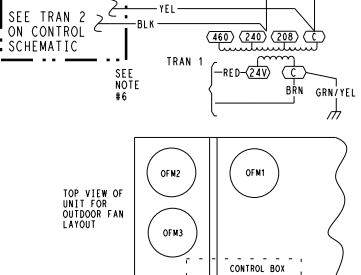 YEL
SEE TRAN 2
ON CONTROL
SCHEMATIC
BLK
460 240 208 C
TRAN 1
SEE
NOTE
#6
RED 24V C
BRN GRN/YEL
OFM2 OFM1
TOP VIEW OF
UNIT FOR
OUTDOOR FAN
LAYOUT
OFM3
CONTROL BOX